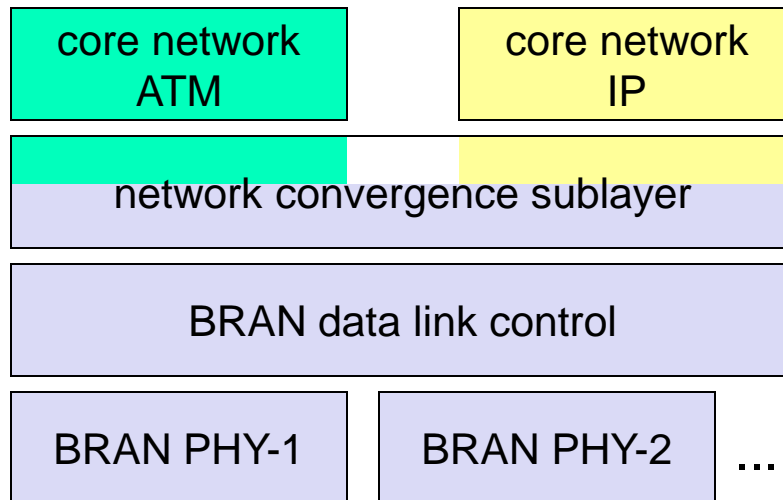 core network
ATM
core network
IP
network convergence sublayer
BRAN data link control
BRAN PHY-1
BRAN PHY-2
...